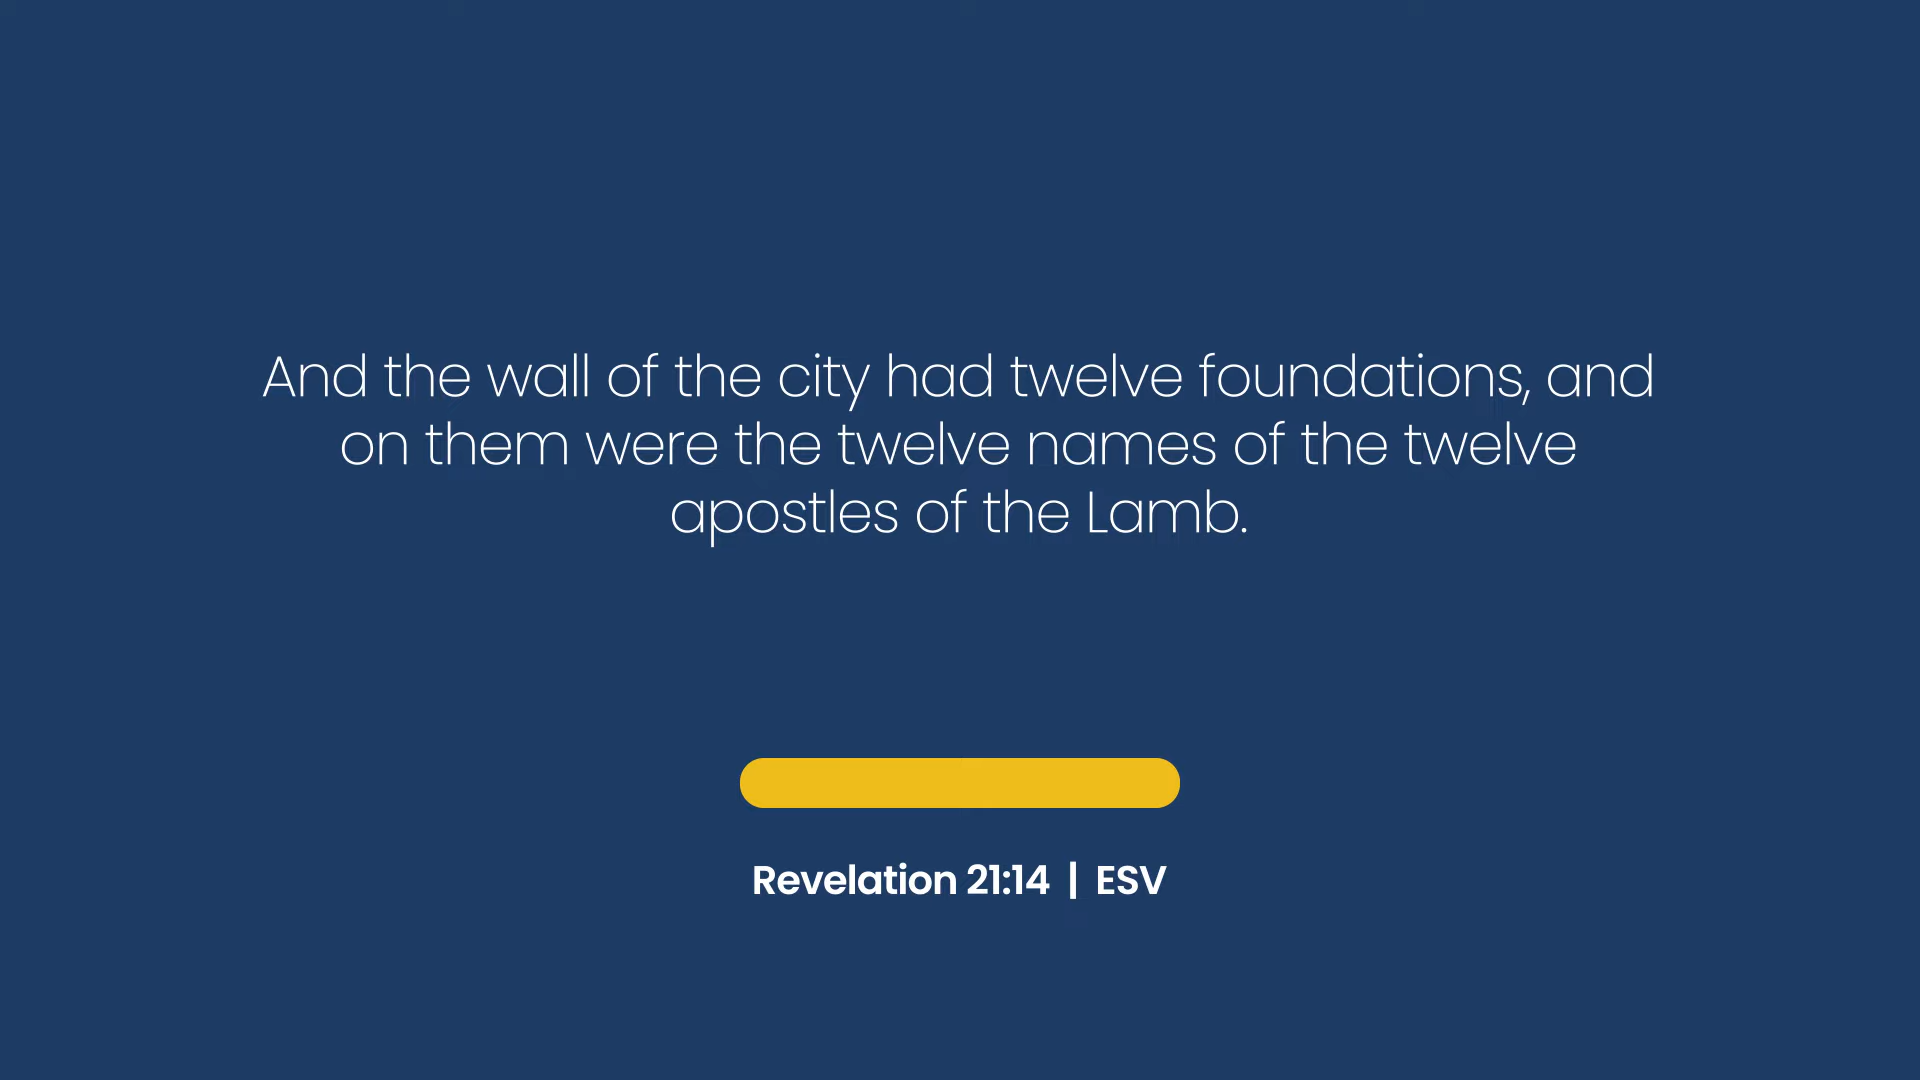 And the wall of the city had twelve foundations, and
on them were the twelve names of the twelve
apostles of the Lamb.
Revelation 21:14 | ESV